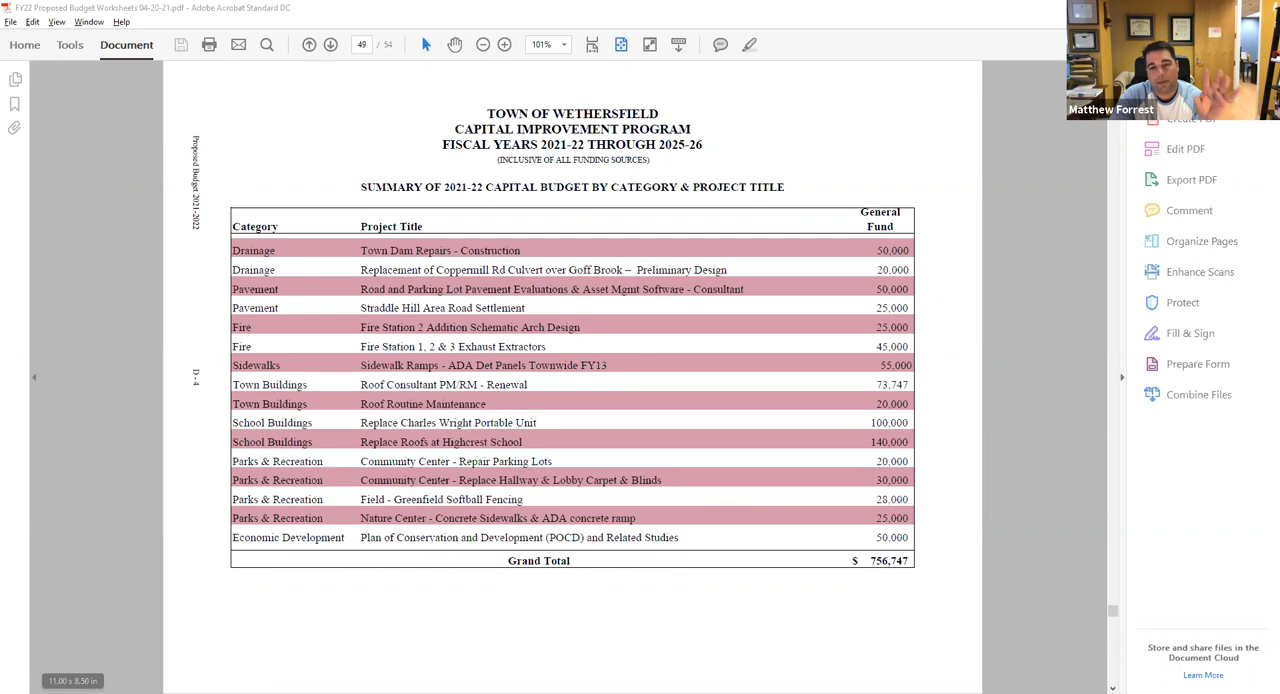 FY22 Proposed Budget Worksheets 04-20-21.pdf - Adobe Acrobat Standard DC
File Edit View Window Help
Home Tools Document 49 / 54 101%
Matthew Forrest
Create PDF
Edit PDF
Export PDF
Comment
Organize Pages
Enhance Scans
Protect
Fill & Sign
Prepare Form
Combine Files
Store and share files in the
Document Cloud
Learn More
Proposed Budget 2021-2022
D - 4
TOWN OF WETHERSFIELD
CAPITAL IMPROVEMENT PROGRAM
FISCAL YEARS 2021-22 THROUGH 2025-26
(INCLUSIVE OF ALL FUNDING SOURCES)
SUMMARY OF 2021-22 CAPITAL BUDGET BY CATEGORY & PROJECT TITLE
General
Category Project Title Fund
Drainage Town Dam Repairs - Construction 50,000
Drainage Replacement of Coppermill Rd Culvert over Goff Brook – Preliminary Design 20,000
Pavement Road and Parking Lot Pavement Evaluations & Asset Mgmt Software - Consultant 50,000
Pavement Straddle Hill Area Road Settlement 25,000
Fire Fire Station 2 Addition Schematic Arch Design 25,000
Fire Fire Station 1, 2 & 3 Exhaust Extractors 45,000
Sidewalks Sidewalk Ramps - ADA Det Panels Townwide FY13 55,000
Town Buildings Roof Consultant PM/RM - Renewal 73,747
Town Buildings Roof Routine Maintenance 20,000
School Buildings Replace Charles Wright Portable Unit 100,000
School Buildings Replace Roofs at Highcrest School 140,000
Parks & Recreation Community Center - Repair Parking Lots 20,000
Parks & Recreation Community Center - Replace Hallway & Lobby Carpet & Blinds 30,000
Parks & Recreation Field - Greenfield Softball Fencing 28,000
Parks & Recreation Nature Center - Concrete Sidewalks & ADA concrete ramp 25,000
Economic Development Plan of Conservation and Development (POCD) and Related Studies 50,000
Grand Total $ 756,747
11.00 x 8.50 in